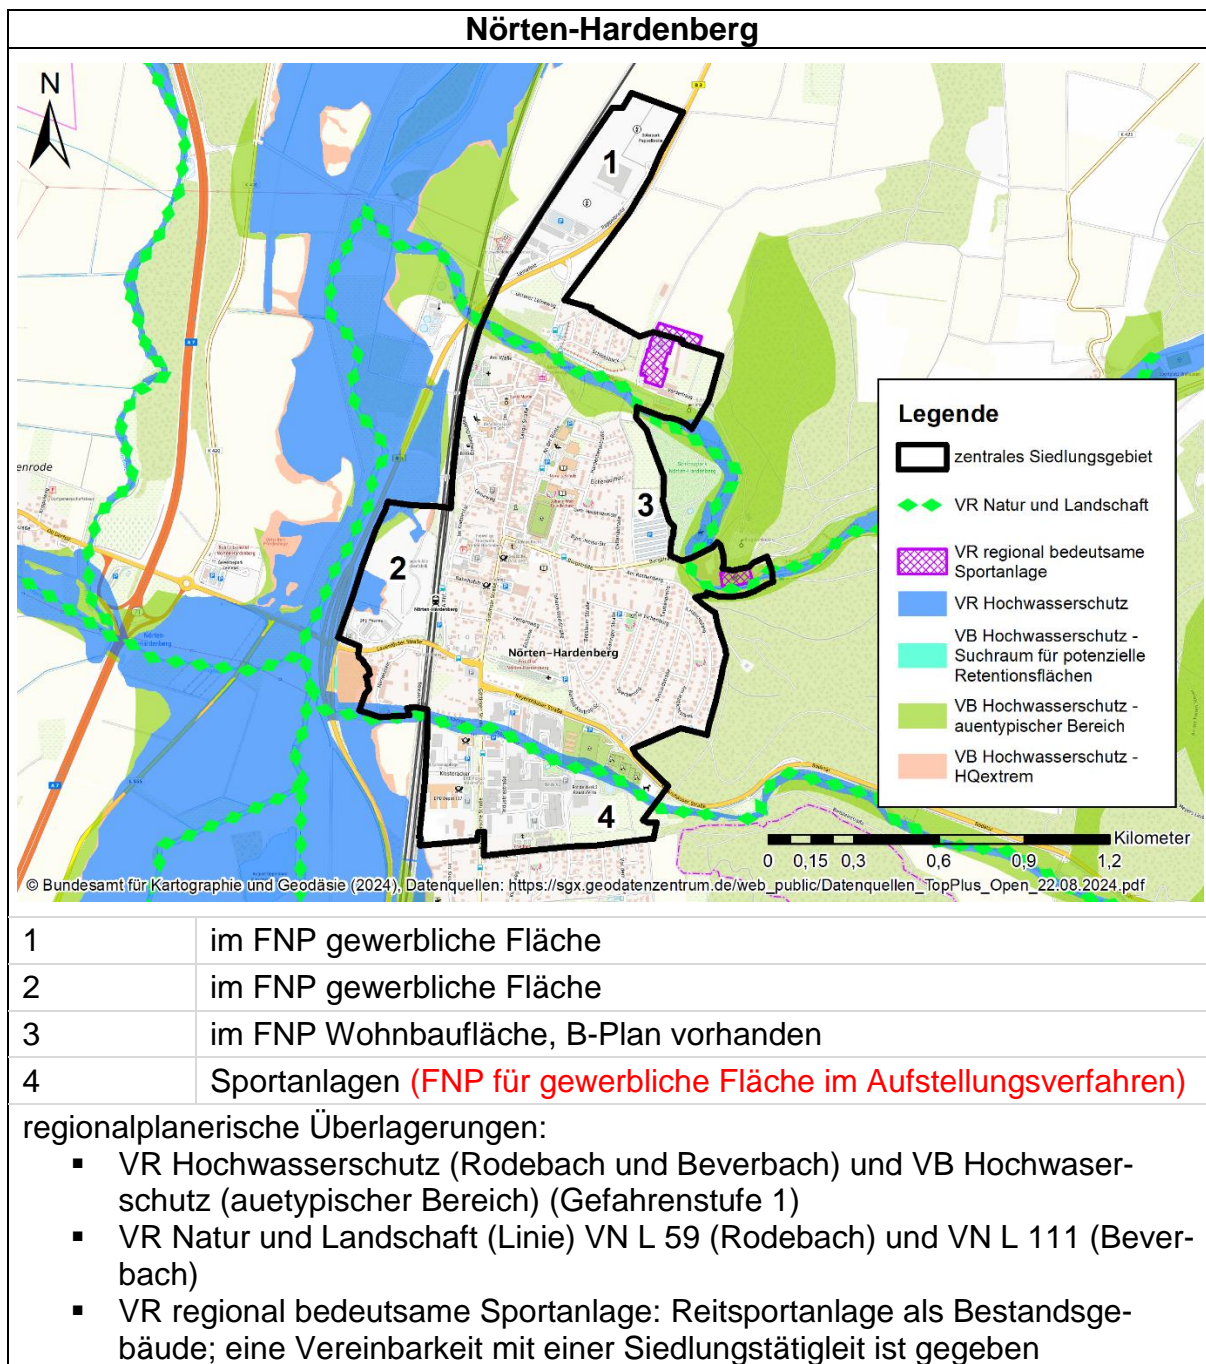 Nörten-Hardenberg
N
1
2
3
4
Nörten-Hardenberg
Nörten-Hardenberg
Legende
zentrales Siedlungsgebiet
VR Natur und Landschaft
VR regional bedeutsame
Sportanlage
VR Hochwasserschutz
VB Hochwasserschutz -
Suchraum für potenzielle
Retentionsflächen
VB Hochwasserschutz -
auentypischer Bereich
VB Hochwasserschutz -
HQextrem
Kilometer
0 0,15 0,3 0,6 0,9 1,2
© Bundesamt für Kartographie und Geodäsie (2024), Datenquellen: https://sgx.geodatenzentrum.de/web_public/Datenquellen_TopPlus_Open_22.08.2024.pdf
1 im FNP gewerbliche Fläche
2 im FNP gewerbliche Fläche
3 im FNP Wohnbaufläche, B-Plan vorhanden
4 Sportanlagen (FNP für gewerbliche Fläche im Aufstellungsverfahren)
regionalplanerische Überlagerungen:
▪ VR Hochwasserschutz (Rodebach und Beverbach) und VB Hochwaser-
schutz (auetypischer Bereich) (Gefahrenstufe 1)
▪ VR Natur und Landschaft (Linie) VN L 59 (Rodebach) und VN L 111 (Bever-
bach)
▪ VR regional bedeutsame Sportanlage: Reitsportanlage als Bestandsge-
bäude; eine Vereinbarkeit mit einer Siedlungstätigleit ist gegeben